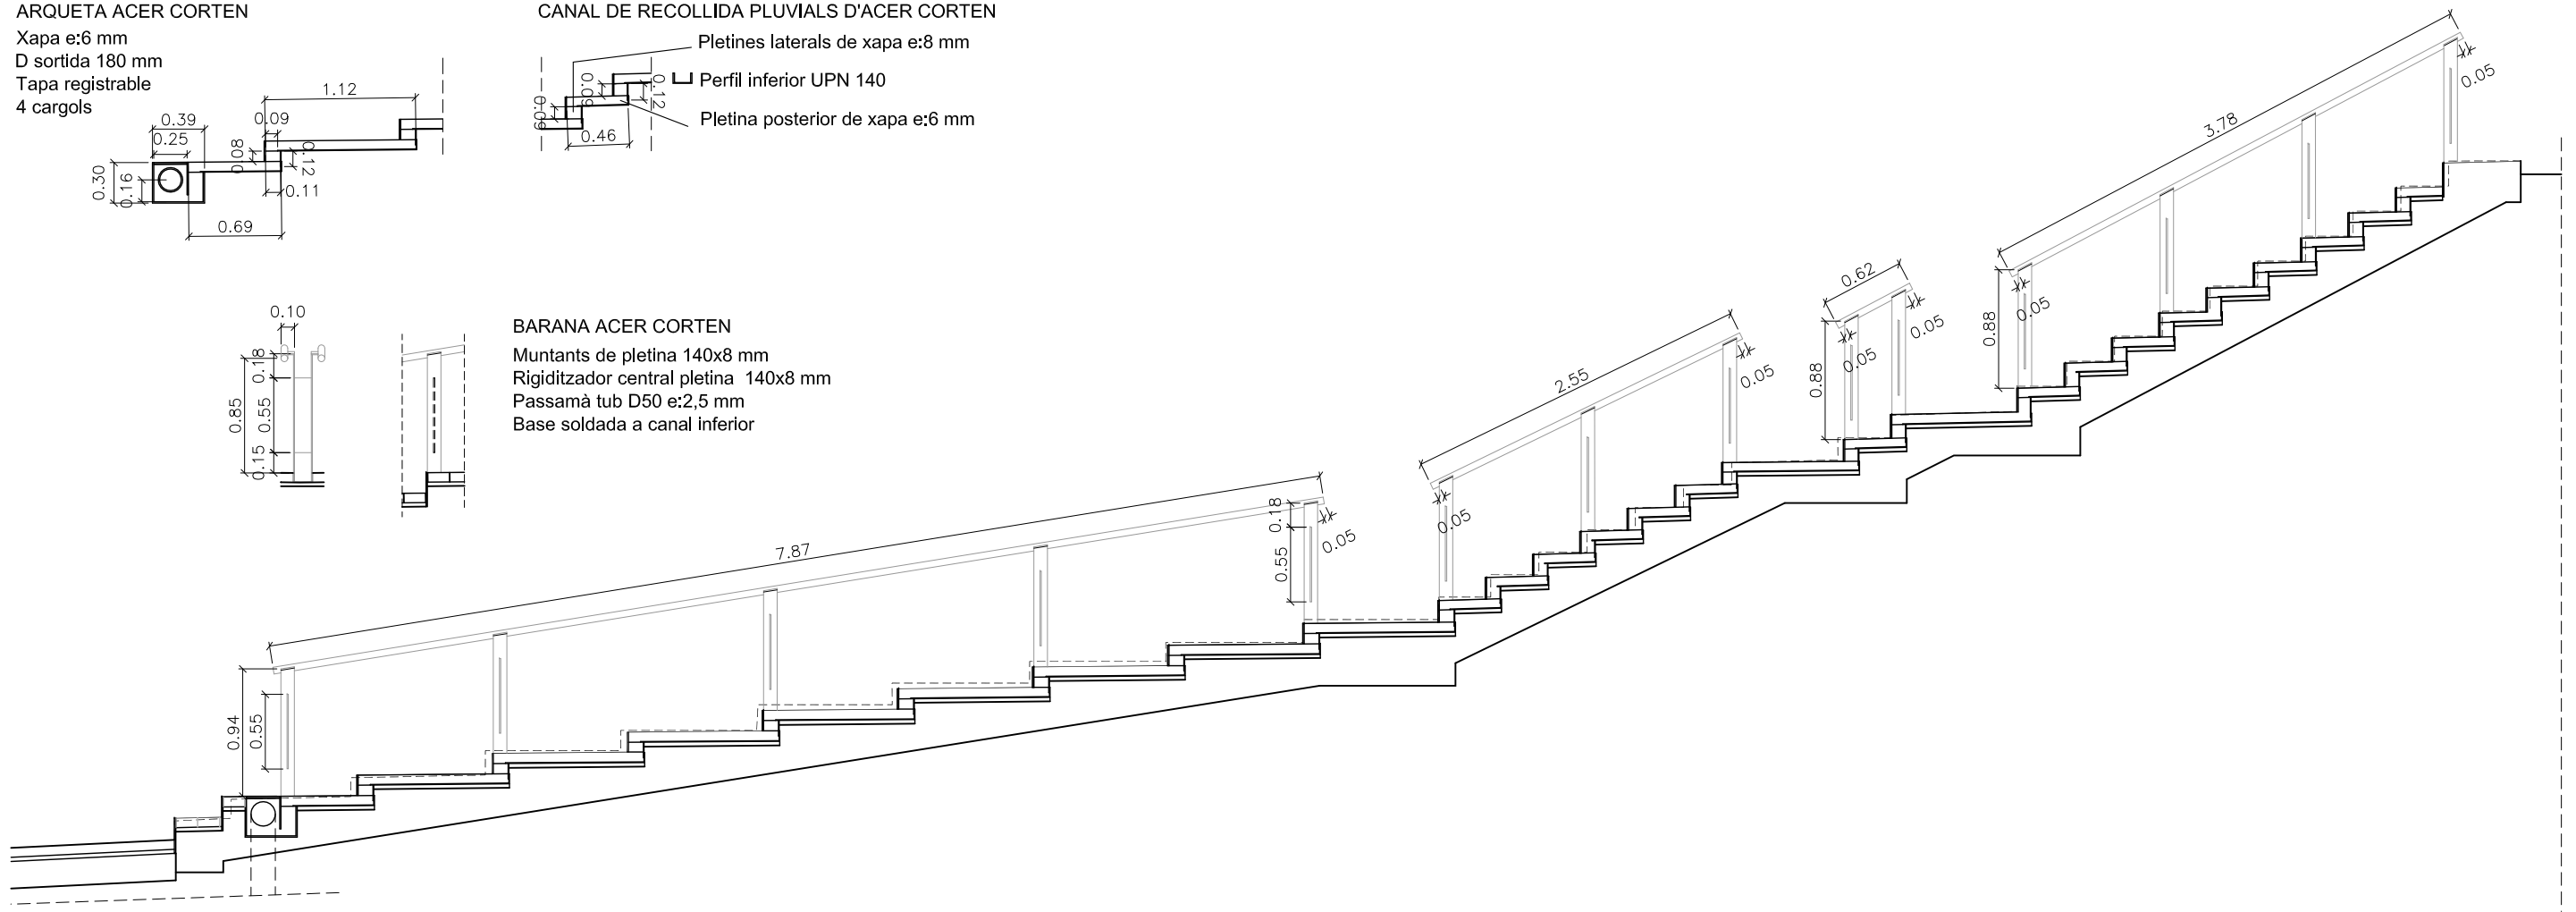 ARQUETA ACER CORTEN
Xapa e:6 mm
D sortida 180 mm
Tapa registrable
4 cargols
1.12
0.39
0.09
0.25
0.08
0.12
0.30
0.16
0.11
0.69
CANAL DE RECOLLIDA PLUVIALS D'ACER CORTEN
Pletines laterals de xapa e:8 mm
Perfil inferior UPN 140
Pletina posterior de xapa e:6 mm
0.09
0.09
0.12
0.46
0.10
0.18
0.85
0.55
0.15
BARANA ACER CORTEN
Muntants de pletina 140x8 mm
Rigiditzador central pletina 140x8 mm
Passamà tub D50 e:2,5 mm
Base soldada a canal inferior
7.87
0.94
0.55
0.18
0.55
0.05
2.55
0.05
0.05
0.62
0.88
0.05
0.05
3.78
0.88
0.05
0.05